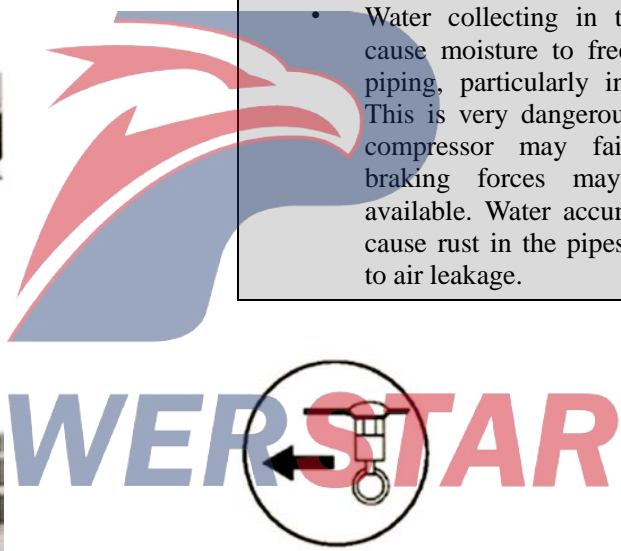 • Water collecting in t
cause moisture to free
piping, particularly in
This is very dangerou
compressor may fai
braking forces may
available. Water accu
cause rust in the pipes
to air leakage.
WERSTAR